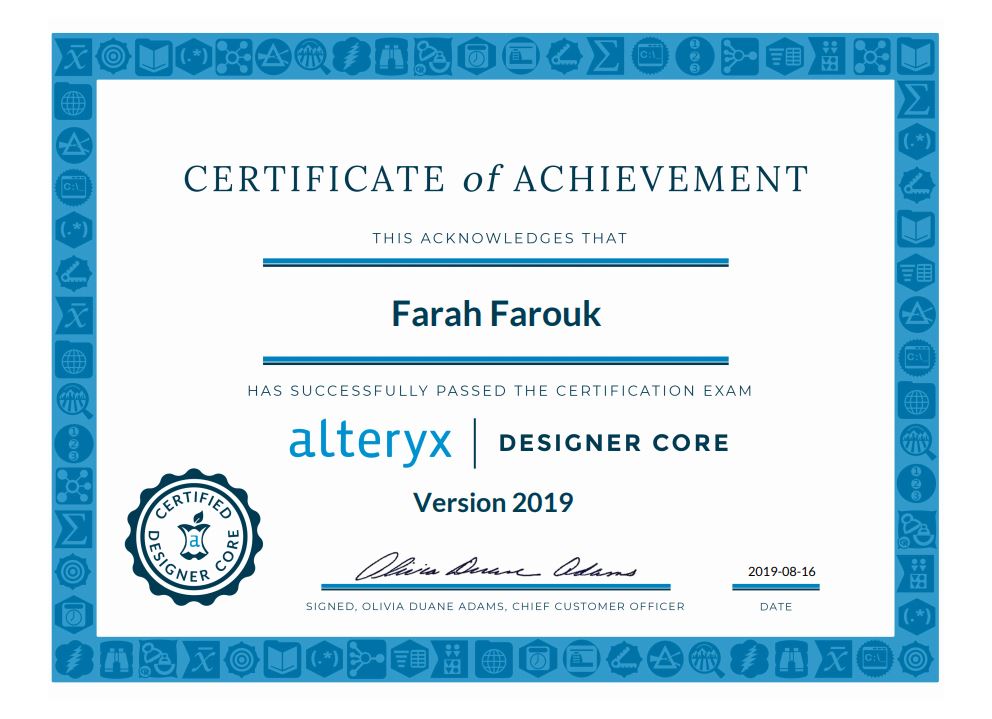 CERTIFICATE of ACHIEVEMENT
THIS ACKNOWLEDGES THAT
Farah Farouk
HAS SUCCESSFULLY PASSED THE CERTIFICATION EXAM
alteryx | DESIGNER CORE
Version 2019
CERTIFIED
a
DESIGNER CORE
Olivia Duane Adams
2019-08-16
SIGNED, OLIVIA DUANE ADAMS, CHIEF CUSTOMER OFFICER
DATE